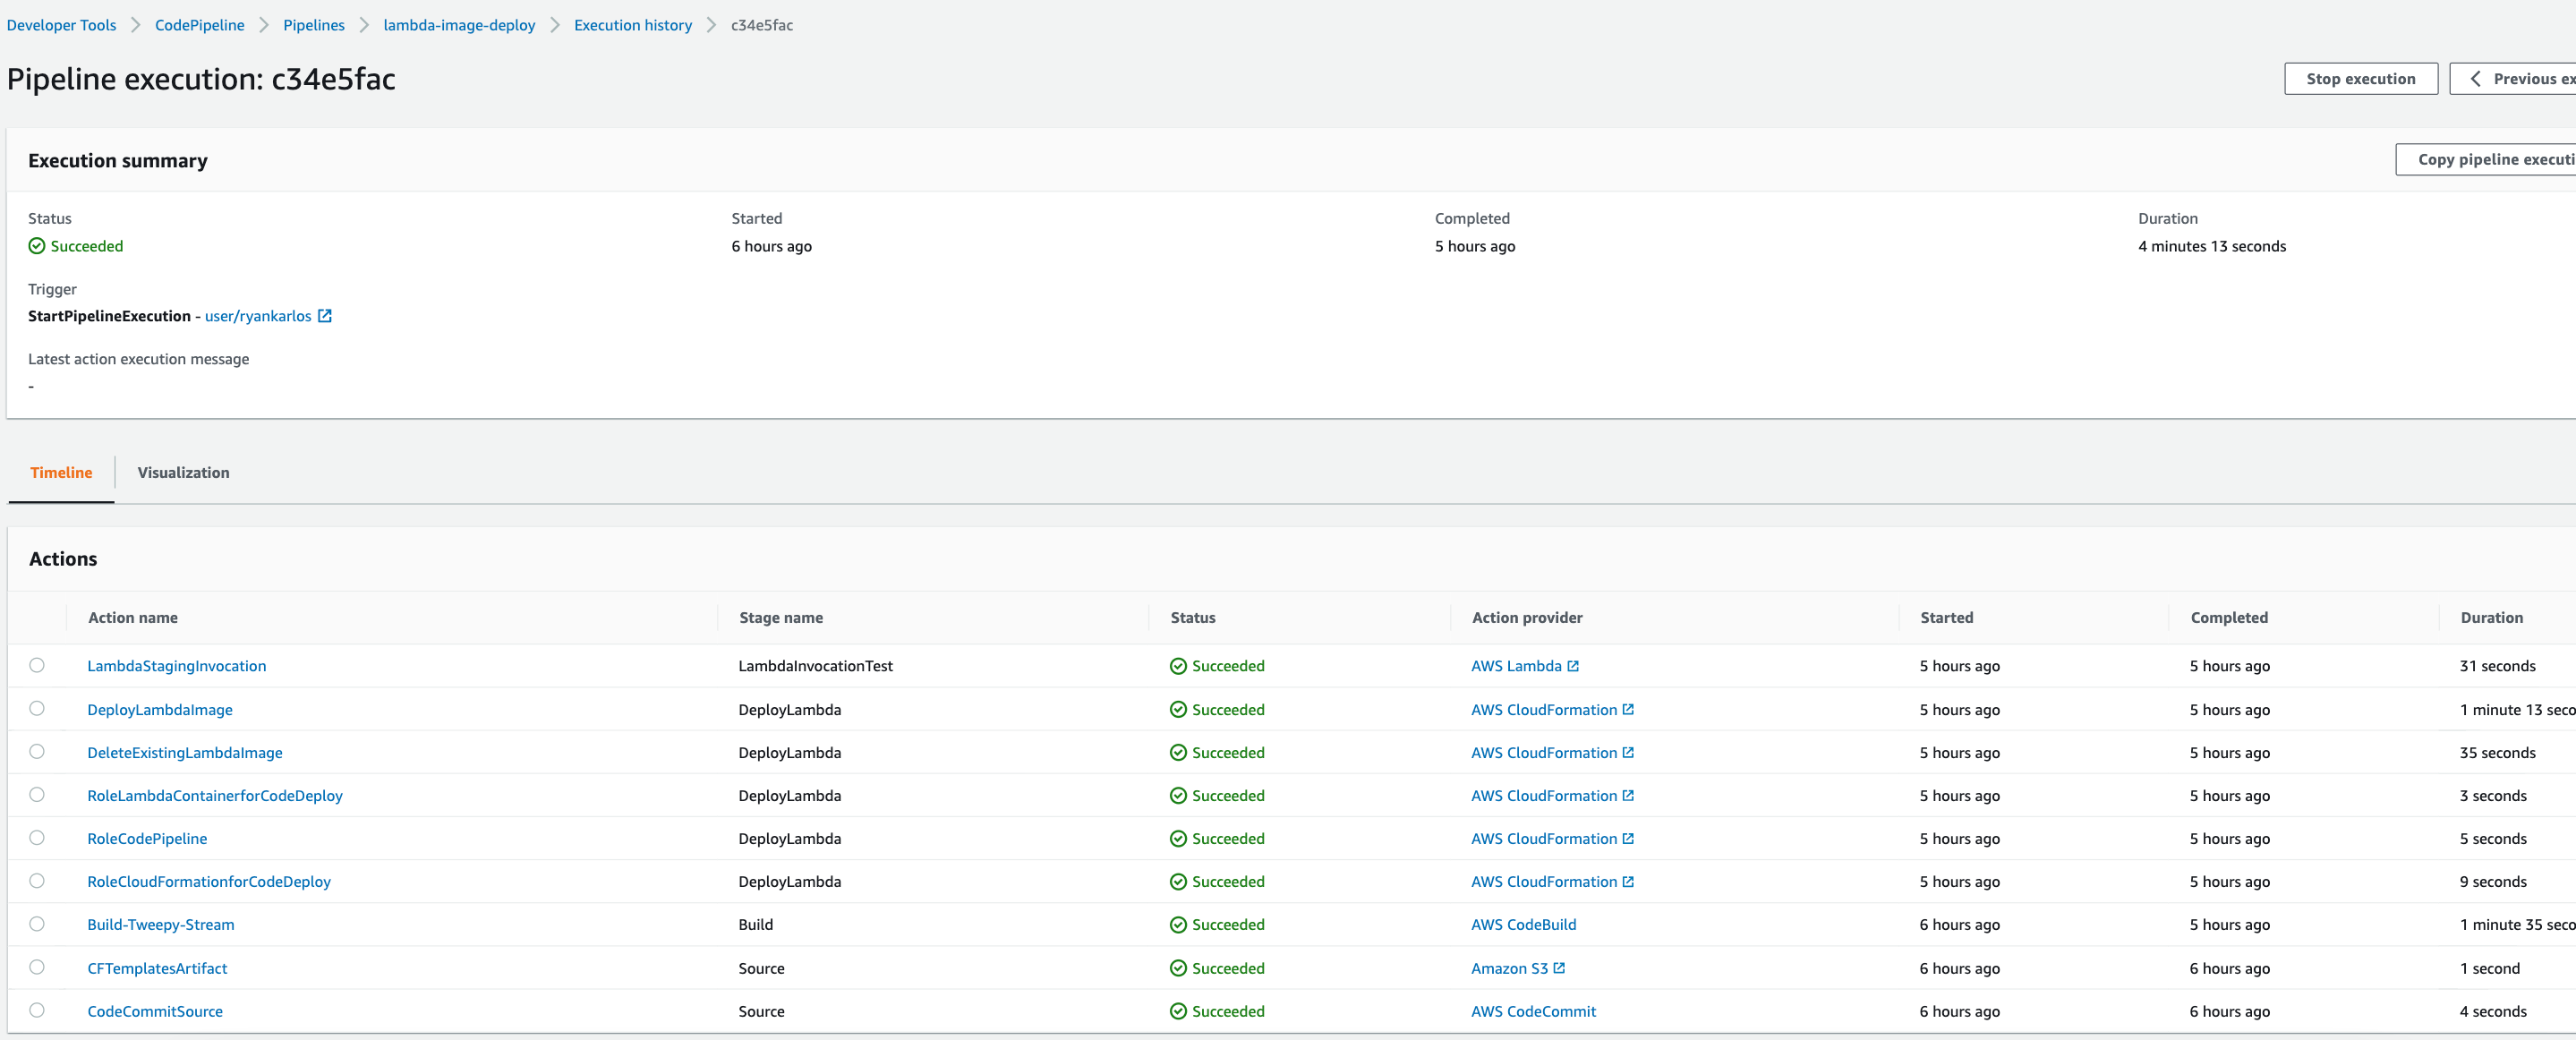 Developer Tools > CodePipeline > Pipelines > lambda-image-deploy > Execution history > c34e5fac
Pipeline execution: c34e5fac
Stop execution
Previous ex
Execution summary
Copy pipeline executi
Status Started Completed Duration
Succeeded 6 hours ago 5 hours ago 4 minutes 13 seconds
Trigger
StartPipelineExecution - user/ryankarlos
Latest action execution message
-
Timeline Visualization
Actions
Action name Stage name Status Action provider Started Completed Duration
LambdaStagingInvocation LambdaInvocationTest Succeeded AWS Lambda 5 hours ago 5 hours ago 31 seconds
DeployLambdaImage DeployLambda Succeeded AWS CloudFormation 5 hours ago 5 hours ago 1 minute 13 seco
DeleteExistingLambdaImage DeployLambda Succeeded AWS CloudFormation 5 hours ago 5 hours ago 35 seconds
RoleLambdaContainerforCodeDeploy DeployLambda Succeeded AWS CloudFormation 5 hours ago 5 hours ago 3 seconds
RoleCodePipeline DeployLambda Succeeded AWS CloudFormation 5 hours ago 5 hours ago 5 seconds
RoleCloudFormationforCodeDeploy DeployLambda Succeeded AWS CloudFormation 5 hours ago 5 hours ago 9 seconds
Build-Tweepy-Stream Build Succeeded AWS CodeBuild 6 hours ago 5 hours ago 1 minute 35 seco
CFTemplatesArtifact Source Succeeded Amazon S3 6 hours ago 6 hours ago 1 second
CodeCommitSource Source Succeeded AWS CodeCommit 6 hours ago 6 hours ago 4 seconds